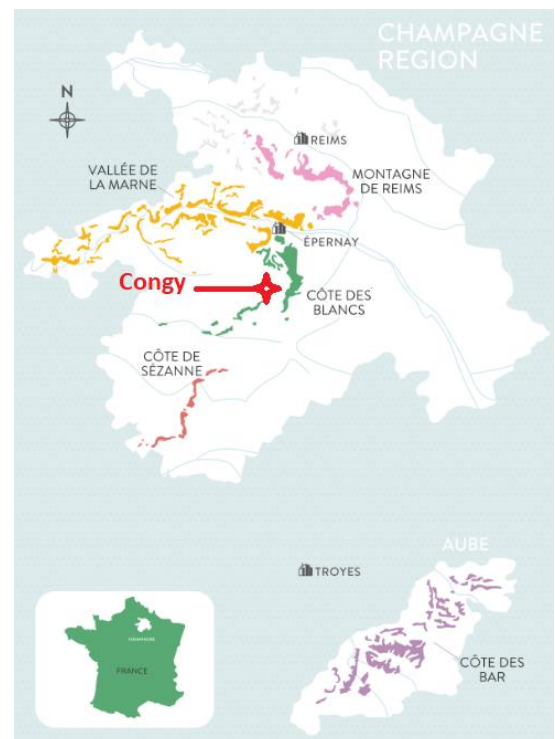 CHAMPAGNE
REGION
N
REIMS
VALLÉE DE
LA MARNE
MONTAGNE
DE REIMS
ÉPERNAY
Congy
CÔTE DES
BLANCS
CÔTE DE
SÉZANNE
AUBE
TROYES
CHAMPAGNE
FRANCE
CÔTE DES
BAR